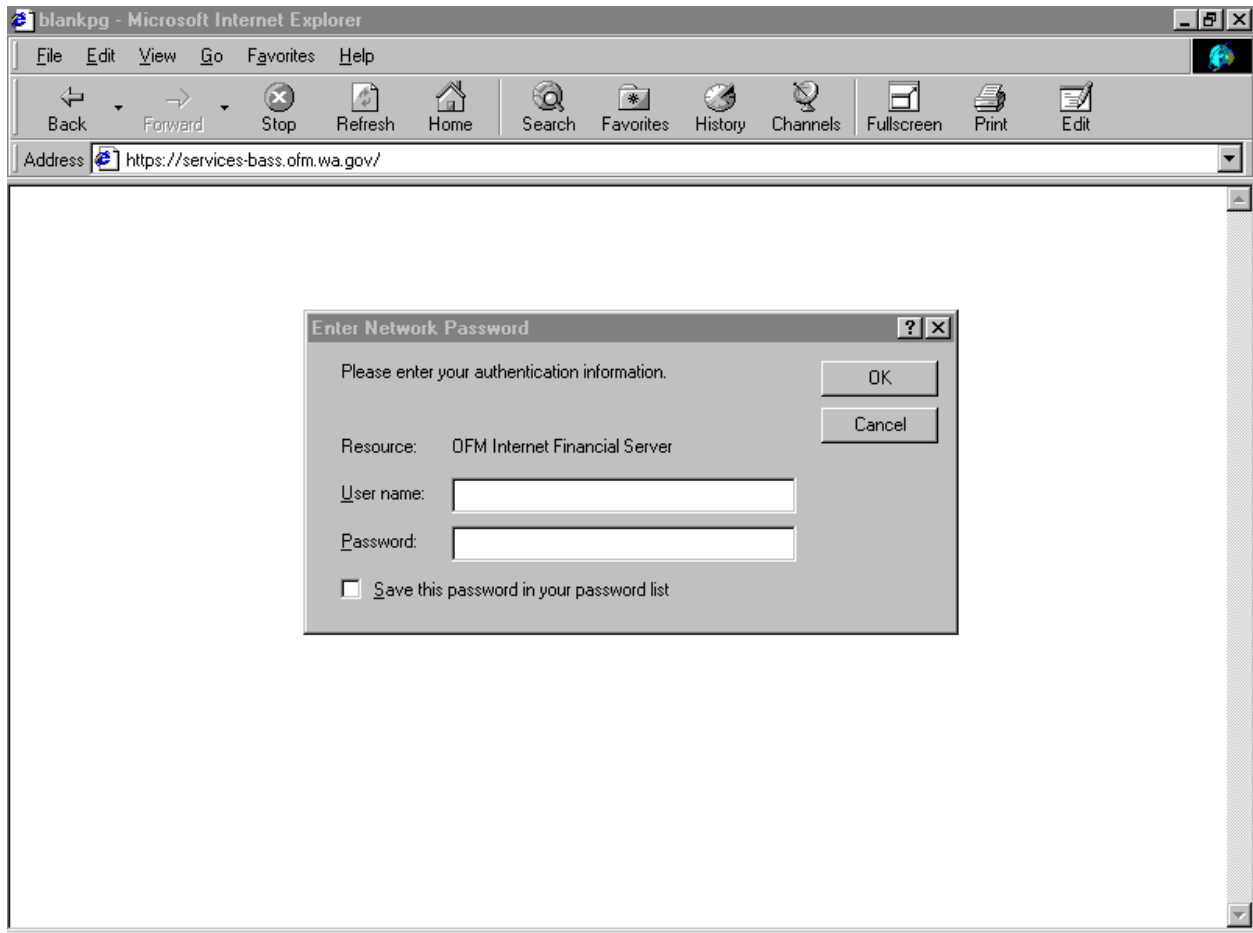 blankpg - Microsoft Internet Explorer
File Edit View Go Favorites Help
Back Forward Stop Refresh Home Search Favorites History Channels Fullscreen Print Edit
Address https://services-bass.ofm.wa.gov/
Enter Network Password
Please enter your authentication information.
OK
Cancel
Resource: OFM Internet Financial Server
User name:
Password:
Save this password in your password list